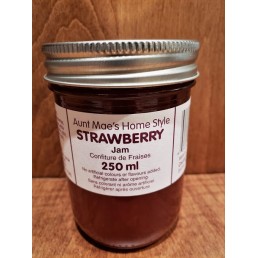 Aunt Mae's Home Style
STRAWBERRY
Jam
Confiture de Fraises
250 ml
No artificial colours or flavours added
Refrigerate after opening
Sans colorant ni arôme artificiel
Réfrigérer après ouverture